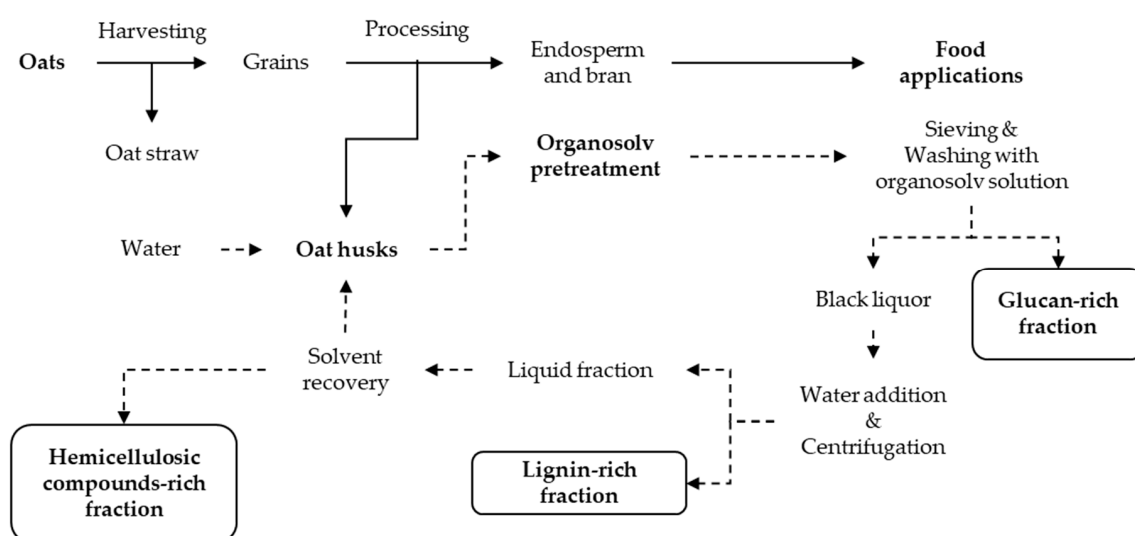 Harvesting
Processing
Oats
Grains
Endosperm
and bran
Food
applications
Oat straw
Organosolv
pretreatment
Sieving &
Washing with
organosolv solution
Water
Oat husks
Black liquor
Glucan-rich
fraction
Solvent
recovery
Liquid fraction
Water addition
&
Centrifugation
Hemicellulosic
compounds-rich
fraction
Lignin-rich
fraction